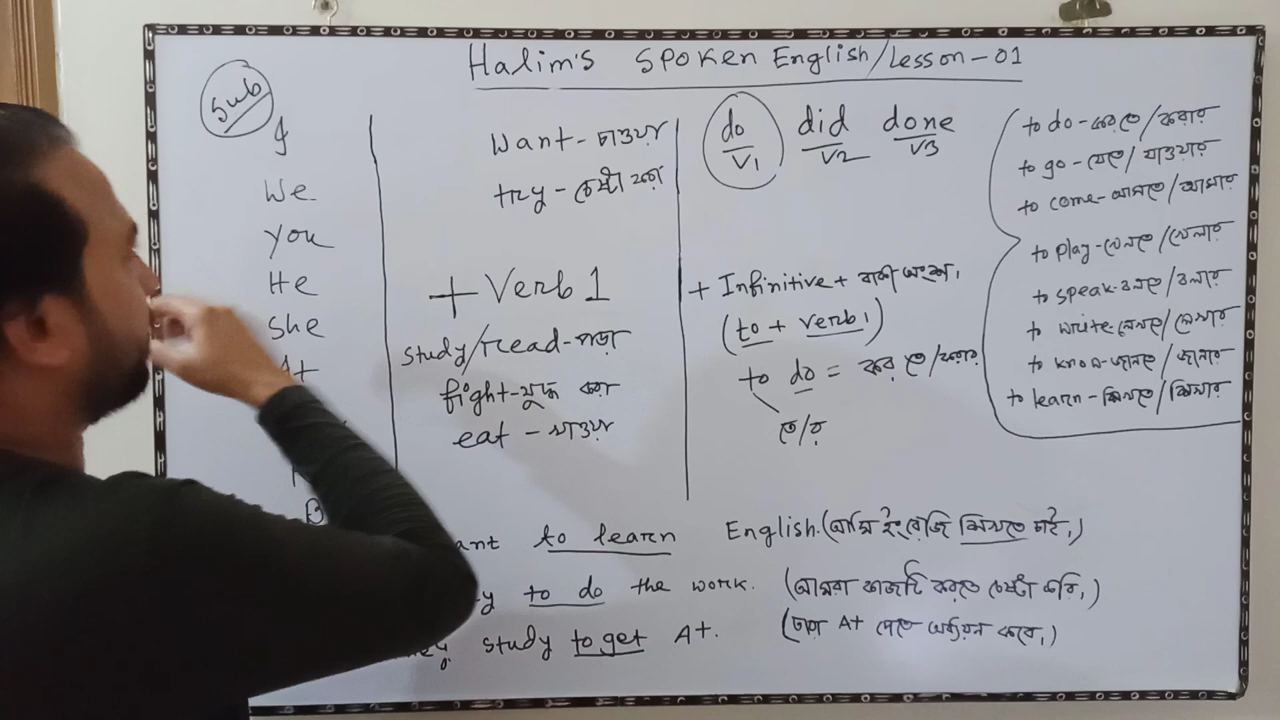 Halim's Spoken English/Lesson-01
Sub
I
We
You
He
She
want - চাওয়া
try - চেষ্টা করা
+ Verb 1
study/read - পড়া
fight - যুদ্ধ করা
eat - খাওয়া
do did done
V1 V2 V3
+ Infinitive + বাকী অংশ।
(to + verb1)
to do = করতে/করার
তে/র
to do - করতে/করার
to go - যেতে/যাওয়ার
to come - আসতে/আসার
to play - খেলতে/খেলার
to speak - বলতে/বলার
to write - লেখতে/লেখার
to know - জানতে/জানার
to learn - শিখতে/শিখার
to learn English. (আমি ইংরেজি শিখতে চাই।)
to do the work. (আমরা কাজটি করতে চেষ্টা করি।)
study to get A+. (তারা A+ পেতে অধ্যয়ন করে।)